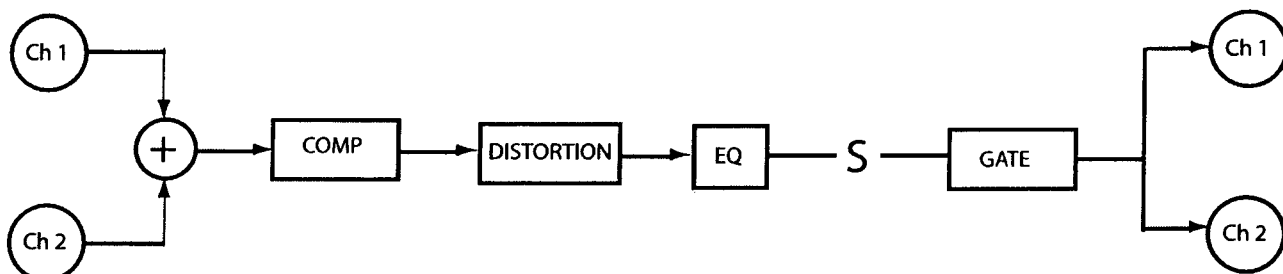 Ch 1
Ch 2
+
COMP
DISTORTION
EQ
S
GATE
Ch 1
Ch 2